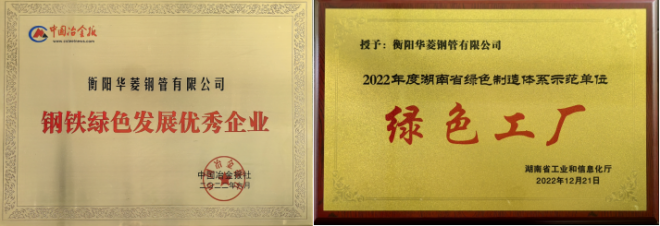 中国冶金报
衡阳华菱钢管有限公司
钢铁绿色发展优秀企业
中国冶金报社
授予：衡阳华菱钢管有限公司
2022年度湖南省绿色制造体系示范单位
绿色工厂
湖南省工业和信息化厅
2022年12月21日